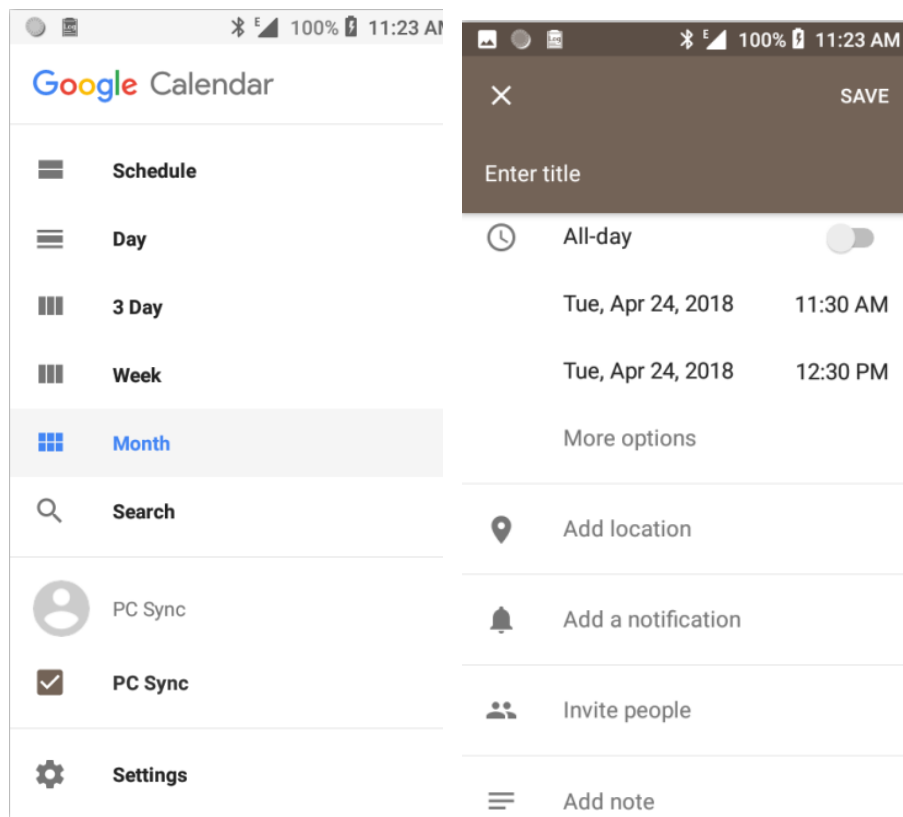 E 100% 11:23 AM
Google Calendar
Schedule
Day
3 Day
Week
Month
Search
PC Sync
PC Sync
Settings
E 100% 11:23 AM
SAVE
Enter title
All-day
Tue, Apr 24, 2018 11:30 AM
Tue, Apr 24, 2018 12:30 PM
More options
Add location
Add a notification
Invite people
Add note